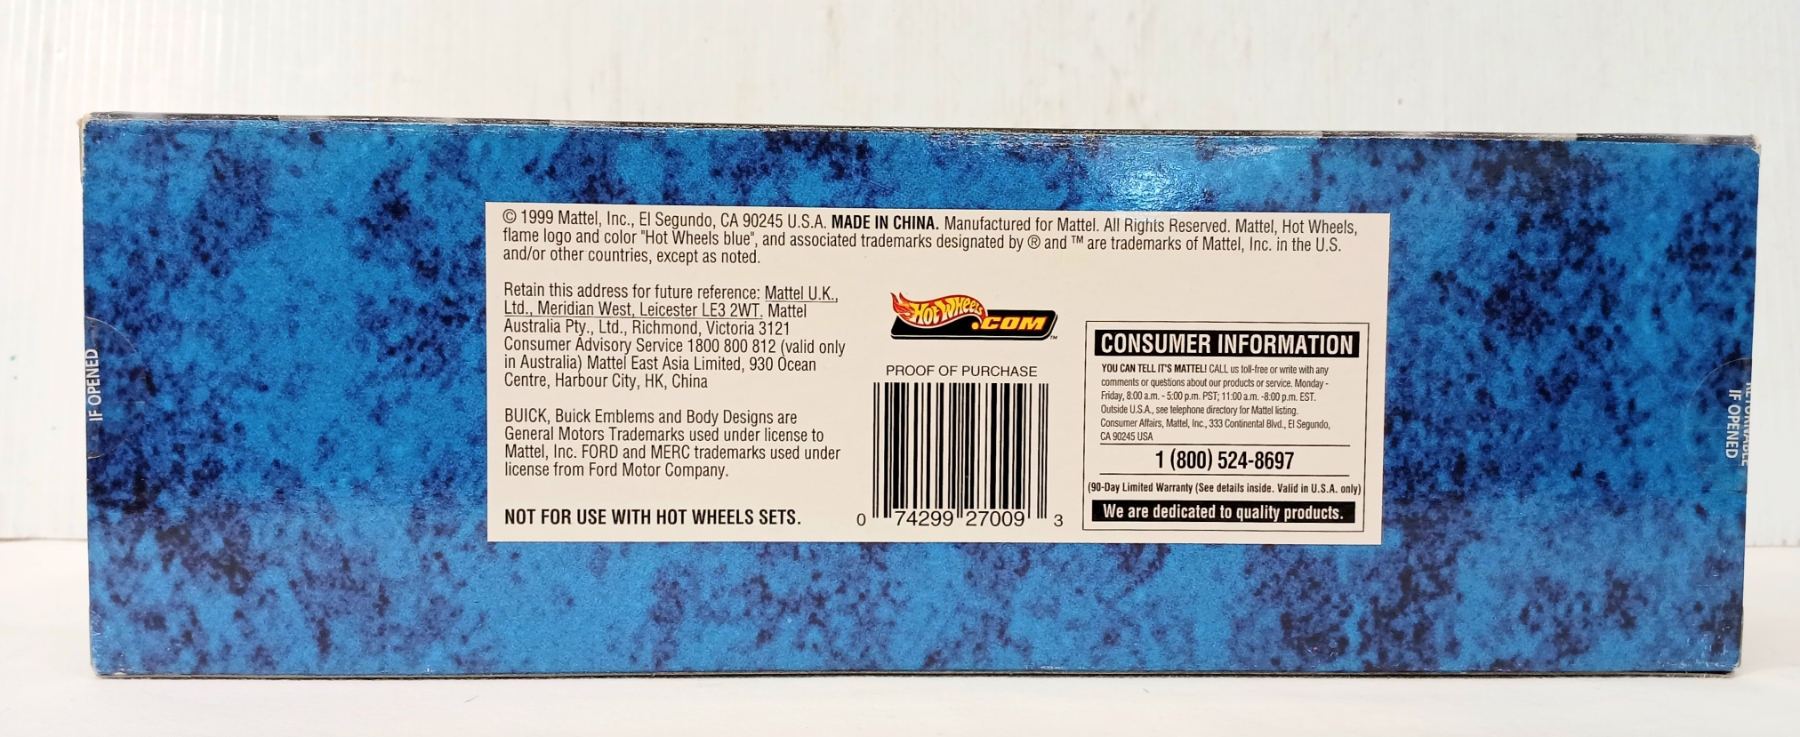 © 1999 Mattel, Inc., El Segundo, CA 90245 U.S.A. MADE IN CHINA. Manufactured for Mattel. All Rights Reserved. Mattel, Hot Wheels,
flame logo and color "Hot Wheels blue", and associated trademarks designated by ® and ™ are trademarks of Mattel, Inc. in the U.S.
and/or other countries, except as noted.
Retain this address for future reference: Mattel U.K.,
Ltd., Meridian West, Leicester LE3 2WT. Mattel
Australia Pty., Ltd., Richmond, Victoria 3121
Consumer Advisory Service 1800 800 812 (valid only
in Australia) Mattel East Asia Limited, 930 Ocean
Centre, Harbour City, HK, China
BUICK, Buick Emblems and Body Designs are
General Motors Trademarks used under license to
Mattel, Inc. FORD and MERC trademarks used under
license from Ford Motor Company.
NOT FOR USE WITH HOT WHEELS SETS.
Hot Wheels
.COM™
PROOF OF PURCHASE
0 74299 27009 3
CONSUMER INFORMATION
YOU CAN TELL IT'S MATTEL! CALL us toll-free or write with any
comments or questions about our products or service. Monday -
Friday, 8:00 a.m. - 5:00 p.m. PST; 11:00 a.m. -8:00 p.m. EST.
Outside U.S.A., see telephone directory for Mattel listing.
Consumer Affairs, Mattel, Inc., 333 Continental Blvd., El Segundo,
CA 90245 USA
1 (800) 524-8697
(90-Day Limited Warranty (See details inside. Valid in U.S.A. only)
We are dedicated to quality products.
IF OPENED
IF OPENED